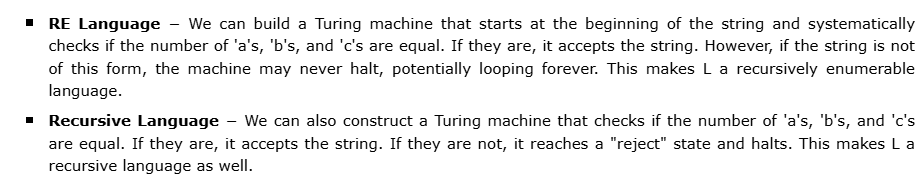 ▪ RE Language − We can build a Turing machine that starts at the beginning of the string and systematically
checks if the number of 'a's, 'b's, and 'c's are equal. If they are, it accepts the string. However, if the string is not
of this form, the machine may never halt, potentially looping forever. This makes L a recursively enumerable
language.
▪ Recursive Language − We can also construct a Turing machine that checks if the number of 'a's, 'b's, and 'c's
are equal. If they are, it accepts the string. If they are not, it reaches a "reject" state and halts. This makes L a
recursive language as well.